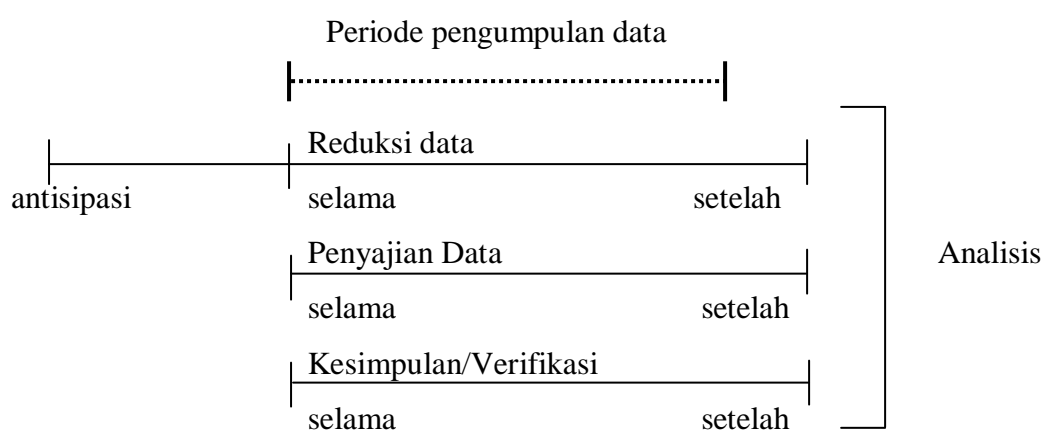 Periode pengumpulan data
Reduksi data
antisipasi selama setelah
Penyajian Data
Analisis
selama setelah
Kesimpulan/Verifikasi
selama setelah